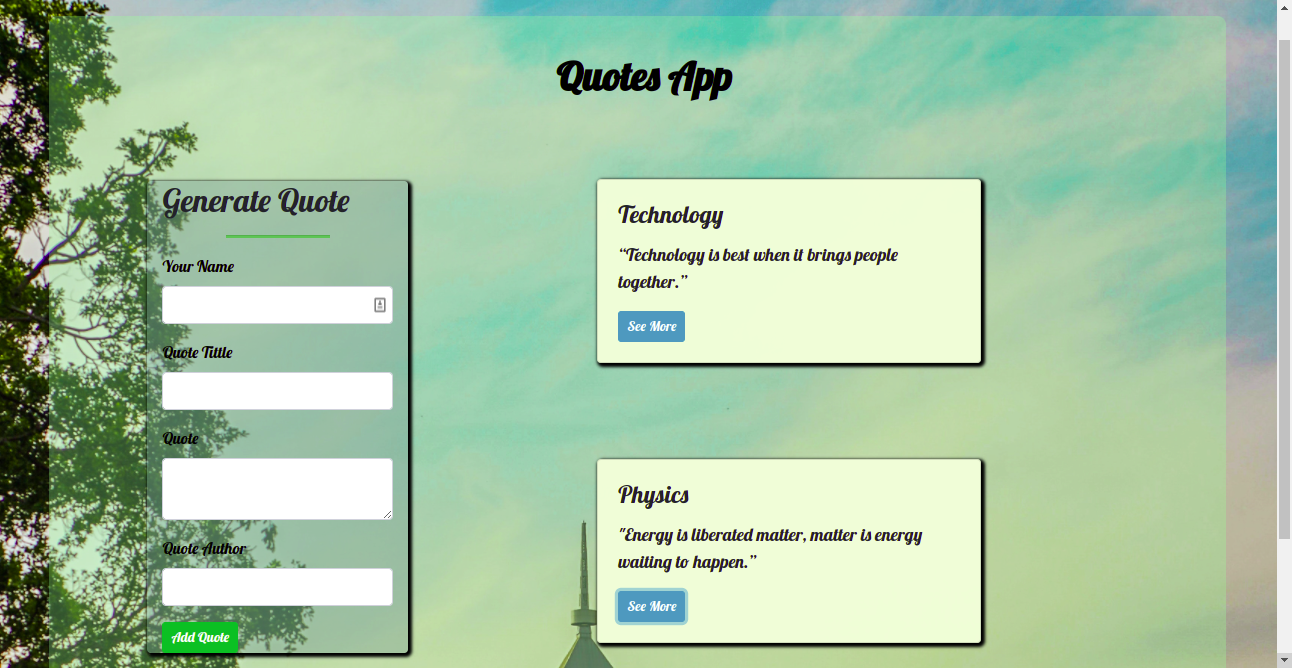 Quotes App
Generate Quote
Your Name
Quote Tittle
Quote
Quote Author
Add Quote
Technology
“Technology is best when it brings people
together.”
See More
Physics
"Energy is liberated matter, matter is energy
waiting to happen.”
See More